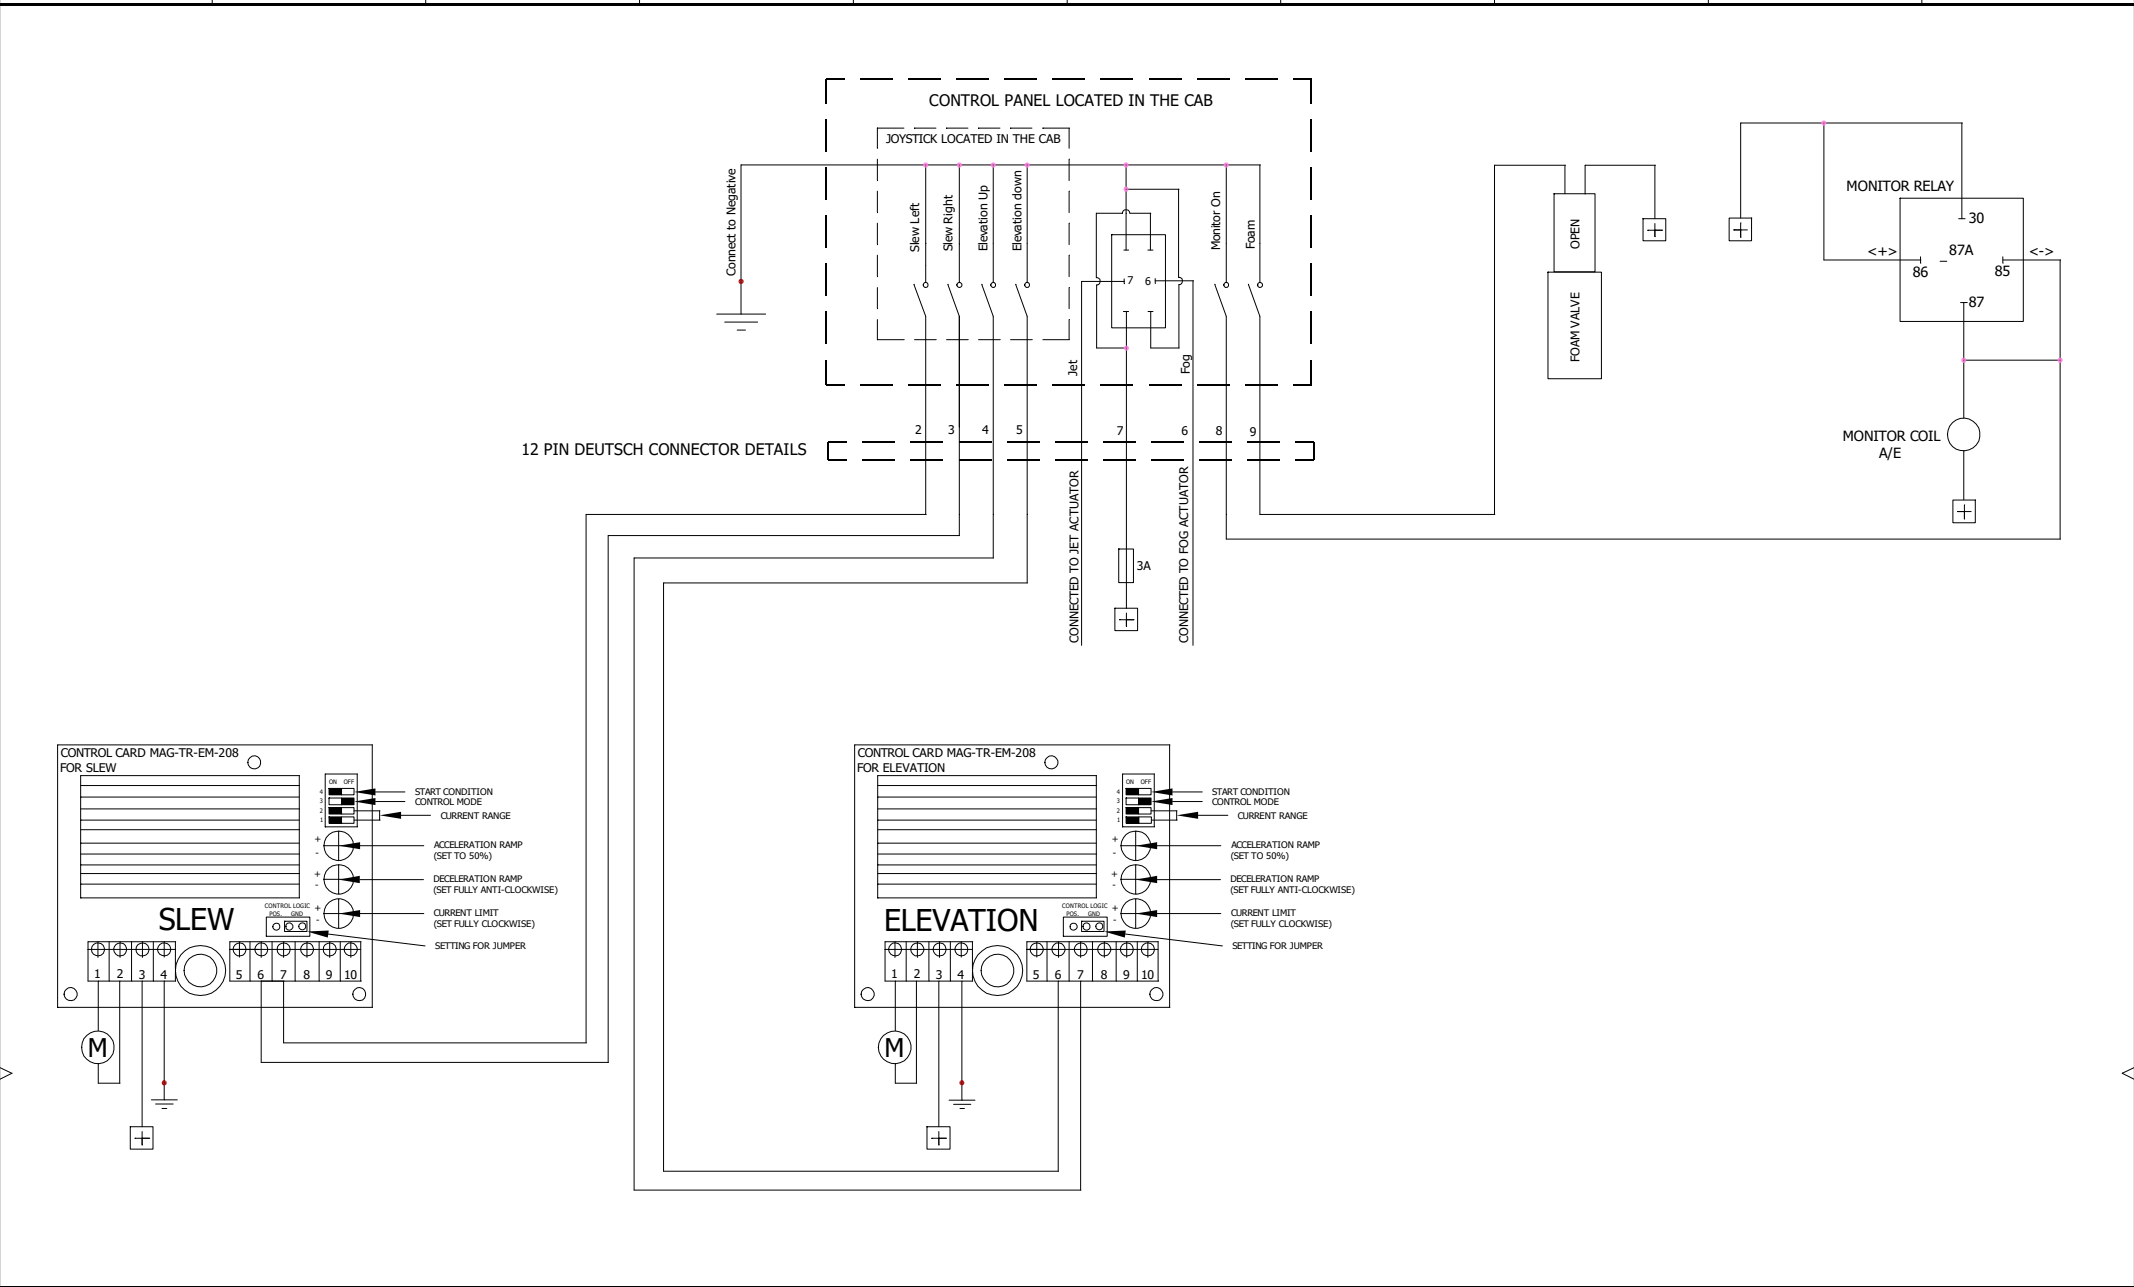 CONTROL PANEL LOCATED IN THE CAB
JOYSTICK LOCATED IN THE CAB
Connect to Negative
Slew Left
Slew Right
Elevation Up
Elevation down
7 6
Monitor On
Foam
Jet
Fog
OPEN
FOAM VALVE
MONITOR RELAY
30
<+> 87A <->
86 85
87
MONITOR COIL
A/E
2 3 4 5 7 6 8 9
12 PIN DEUTSCH CONNECTOR DETAILS
CONNECTED TO JET ACTUATOR
3A
CONNECTED TO FOG ACTUATOR
CONTROL CARD MAG-TR-EM-208
FOR SLEW
ON OFF
4
3
2
1
START CONDITION
CONTROL MODE
CURRENT RANGE
+
-
ACCELERATION RAMP
(SET TO 50%)
+
-
DECELERATION RAMP
(SET FULLY ANTI-CLOCKWISE)
CONTROL LOGIC
POS. GND
+
-
CURRENT LIMIT
(SET FULLY CLOCKWISE)
SLEW
SETTING FOR JUMPER
1 2 3 4 5 6 7 8 9 10
M
CONTROL CARD MAG-TR-EM-208
FOR ELEVATION
ON OFF
4
3
2
1
START CONDITION
CONTROL MODE
CURRENT RANGE
+
-
ACCELERATION RAMP
(SET TO 50%)
+
-
DECELERATION RAMP
(SET FULLY ANTI-CLOCKWISE)
CONTROL LOGIC
POS. GND
+
-
CURRENT LIMIT
(SET FULLY CLOCKWISE)
ELEVATION
SETTING FOR JUMPER
1 2 3 4 5 6 7 8 9 10
M